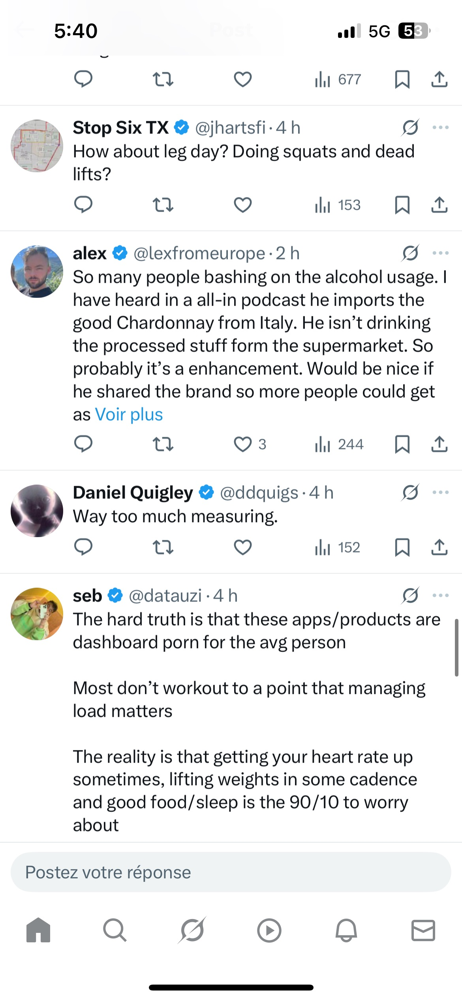 5:40
5G 53
677
Stop Six TX @jhartsfi · 4 h
How about leg day? Doing squats and dead
lifts?
153
alex @lexfromeurope · 2 h
So many people bashing on the alcohol usage. I
have heard in a all-in podcast he imports the
good Chardonnay from Italy. He isn’t drinking
the processed stuff form the supermarket. So
probably it’s a enhancement. Would be nice if
he shared the brand so more people could get
as Voir plus
3 244
Daniel Quigley @ddquigs · 4 h
Way too much measuring.
152
seb @datauzi · 4 h
The hard truth is that these apps/products are
dashboard porn for the avg person
Most don’t workout to a point that managing
load matters
The reality is that getting your heart rate up
sometimes, lifting weights in some cadence
and good food/sleep is the 90/10 to worry
about
Postez votre réponse